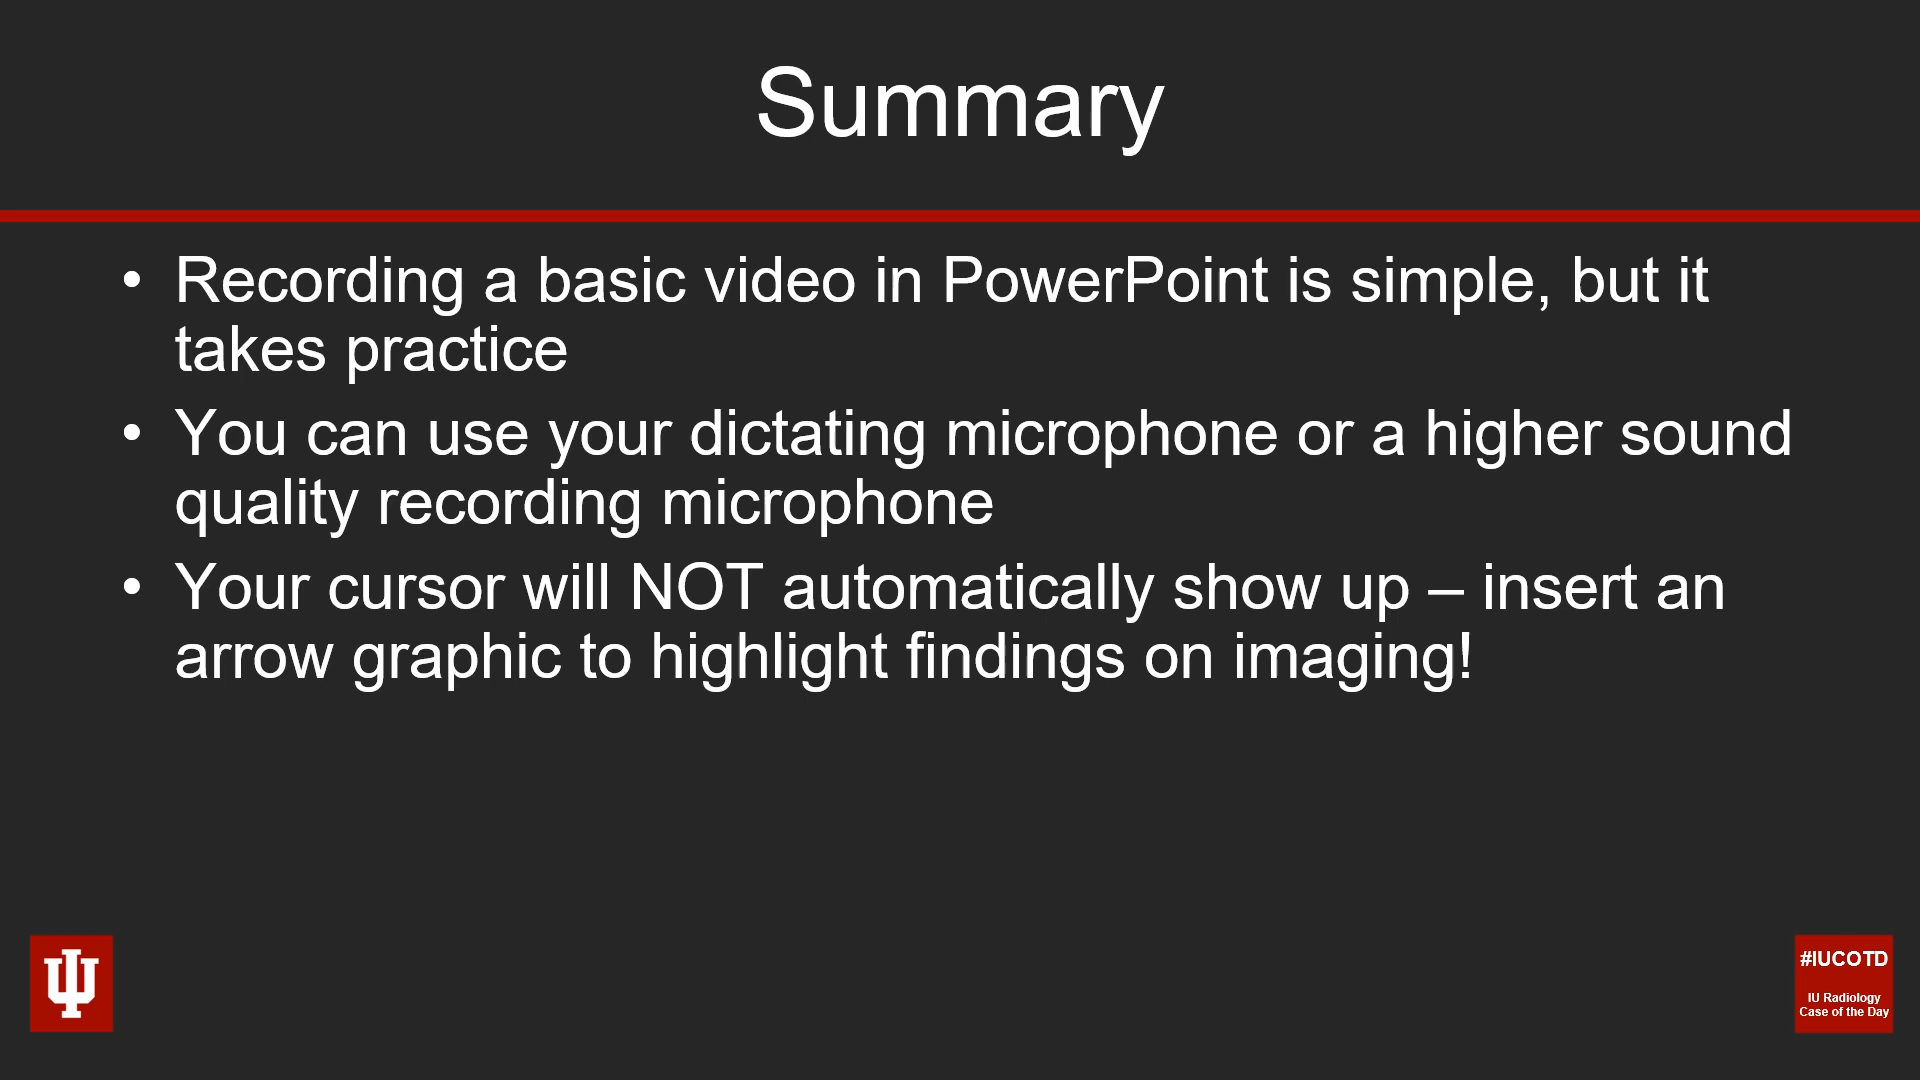 Summary
• Recording a basic video in PowerPoint is simple, but it
takes practice
• You can use your dictating microphone or a higher sound
quality recording microphone
• Your cursor will NOT automatically show up – insert an
arrow graphic to highlight findings on imaging!
#IUCOTD
IU Radiology
Case of the Day